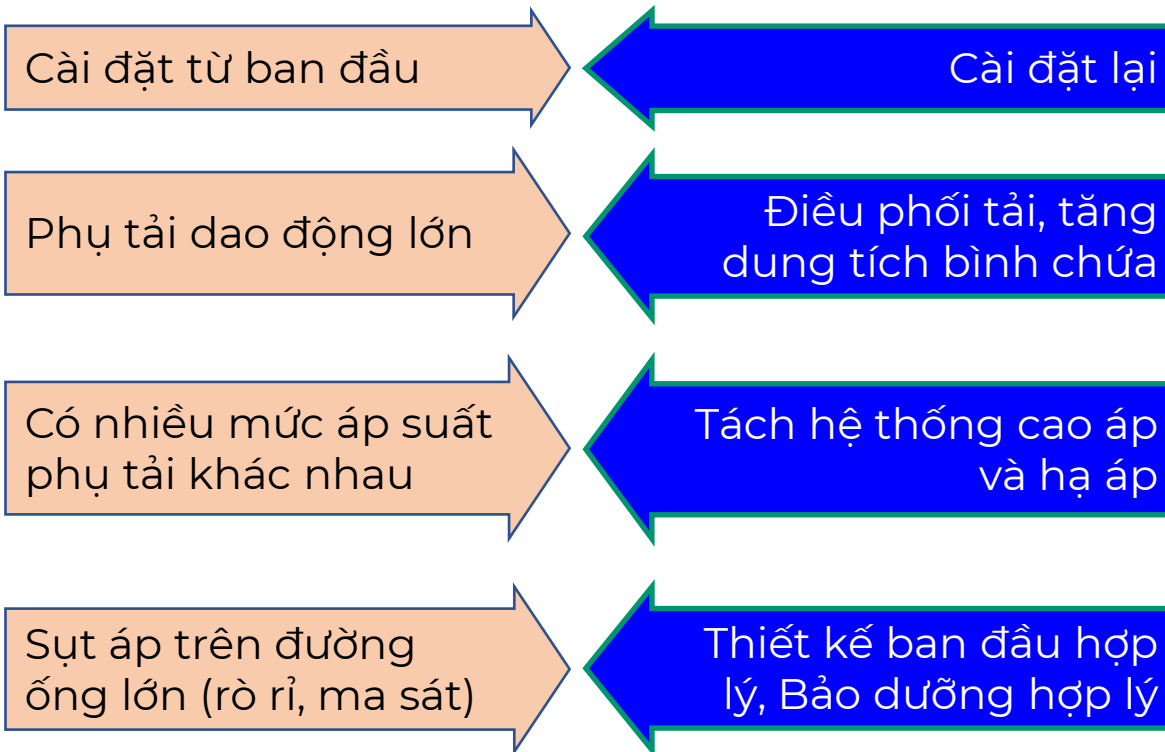 Cài đặt từ ban đầu
Cài đặt lại
Phụ tải dao động lớn
Điều phối tải, tăng
dung tích bình chứa
Có nhiều mức áp suất
phụ tải khác nhau
Tách hệ thống cao áp
và hạ áp
Sụt áp trên đường
ống lớn (rò rỉ, ma sát)
Thiết kế ban đầu hợp
lý, Bảo dưỡng hợp lý